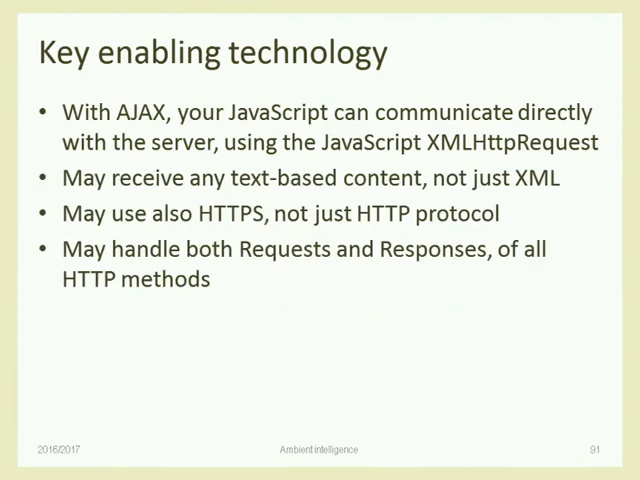 Key enabling technology
• With AJAX, your JavaScript can communicate directly
with the server, using the JavaScript XMLHttpRequest
• May receive any text-based content, not just XML
• May use also HTTPS, not just HTTP protocol
• May handle both Requests and Responses, of all
HTTP methods
2016/2017
Ambient intelligence
91